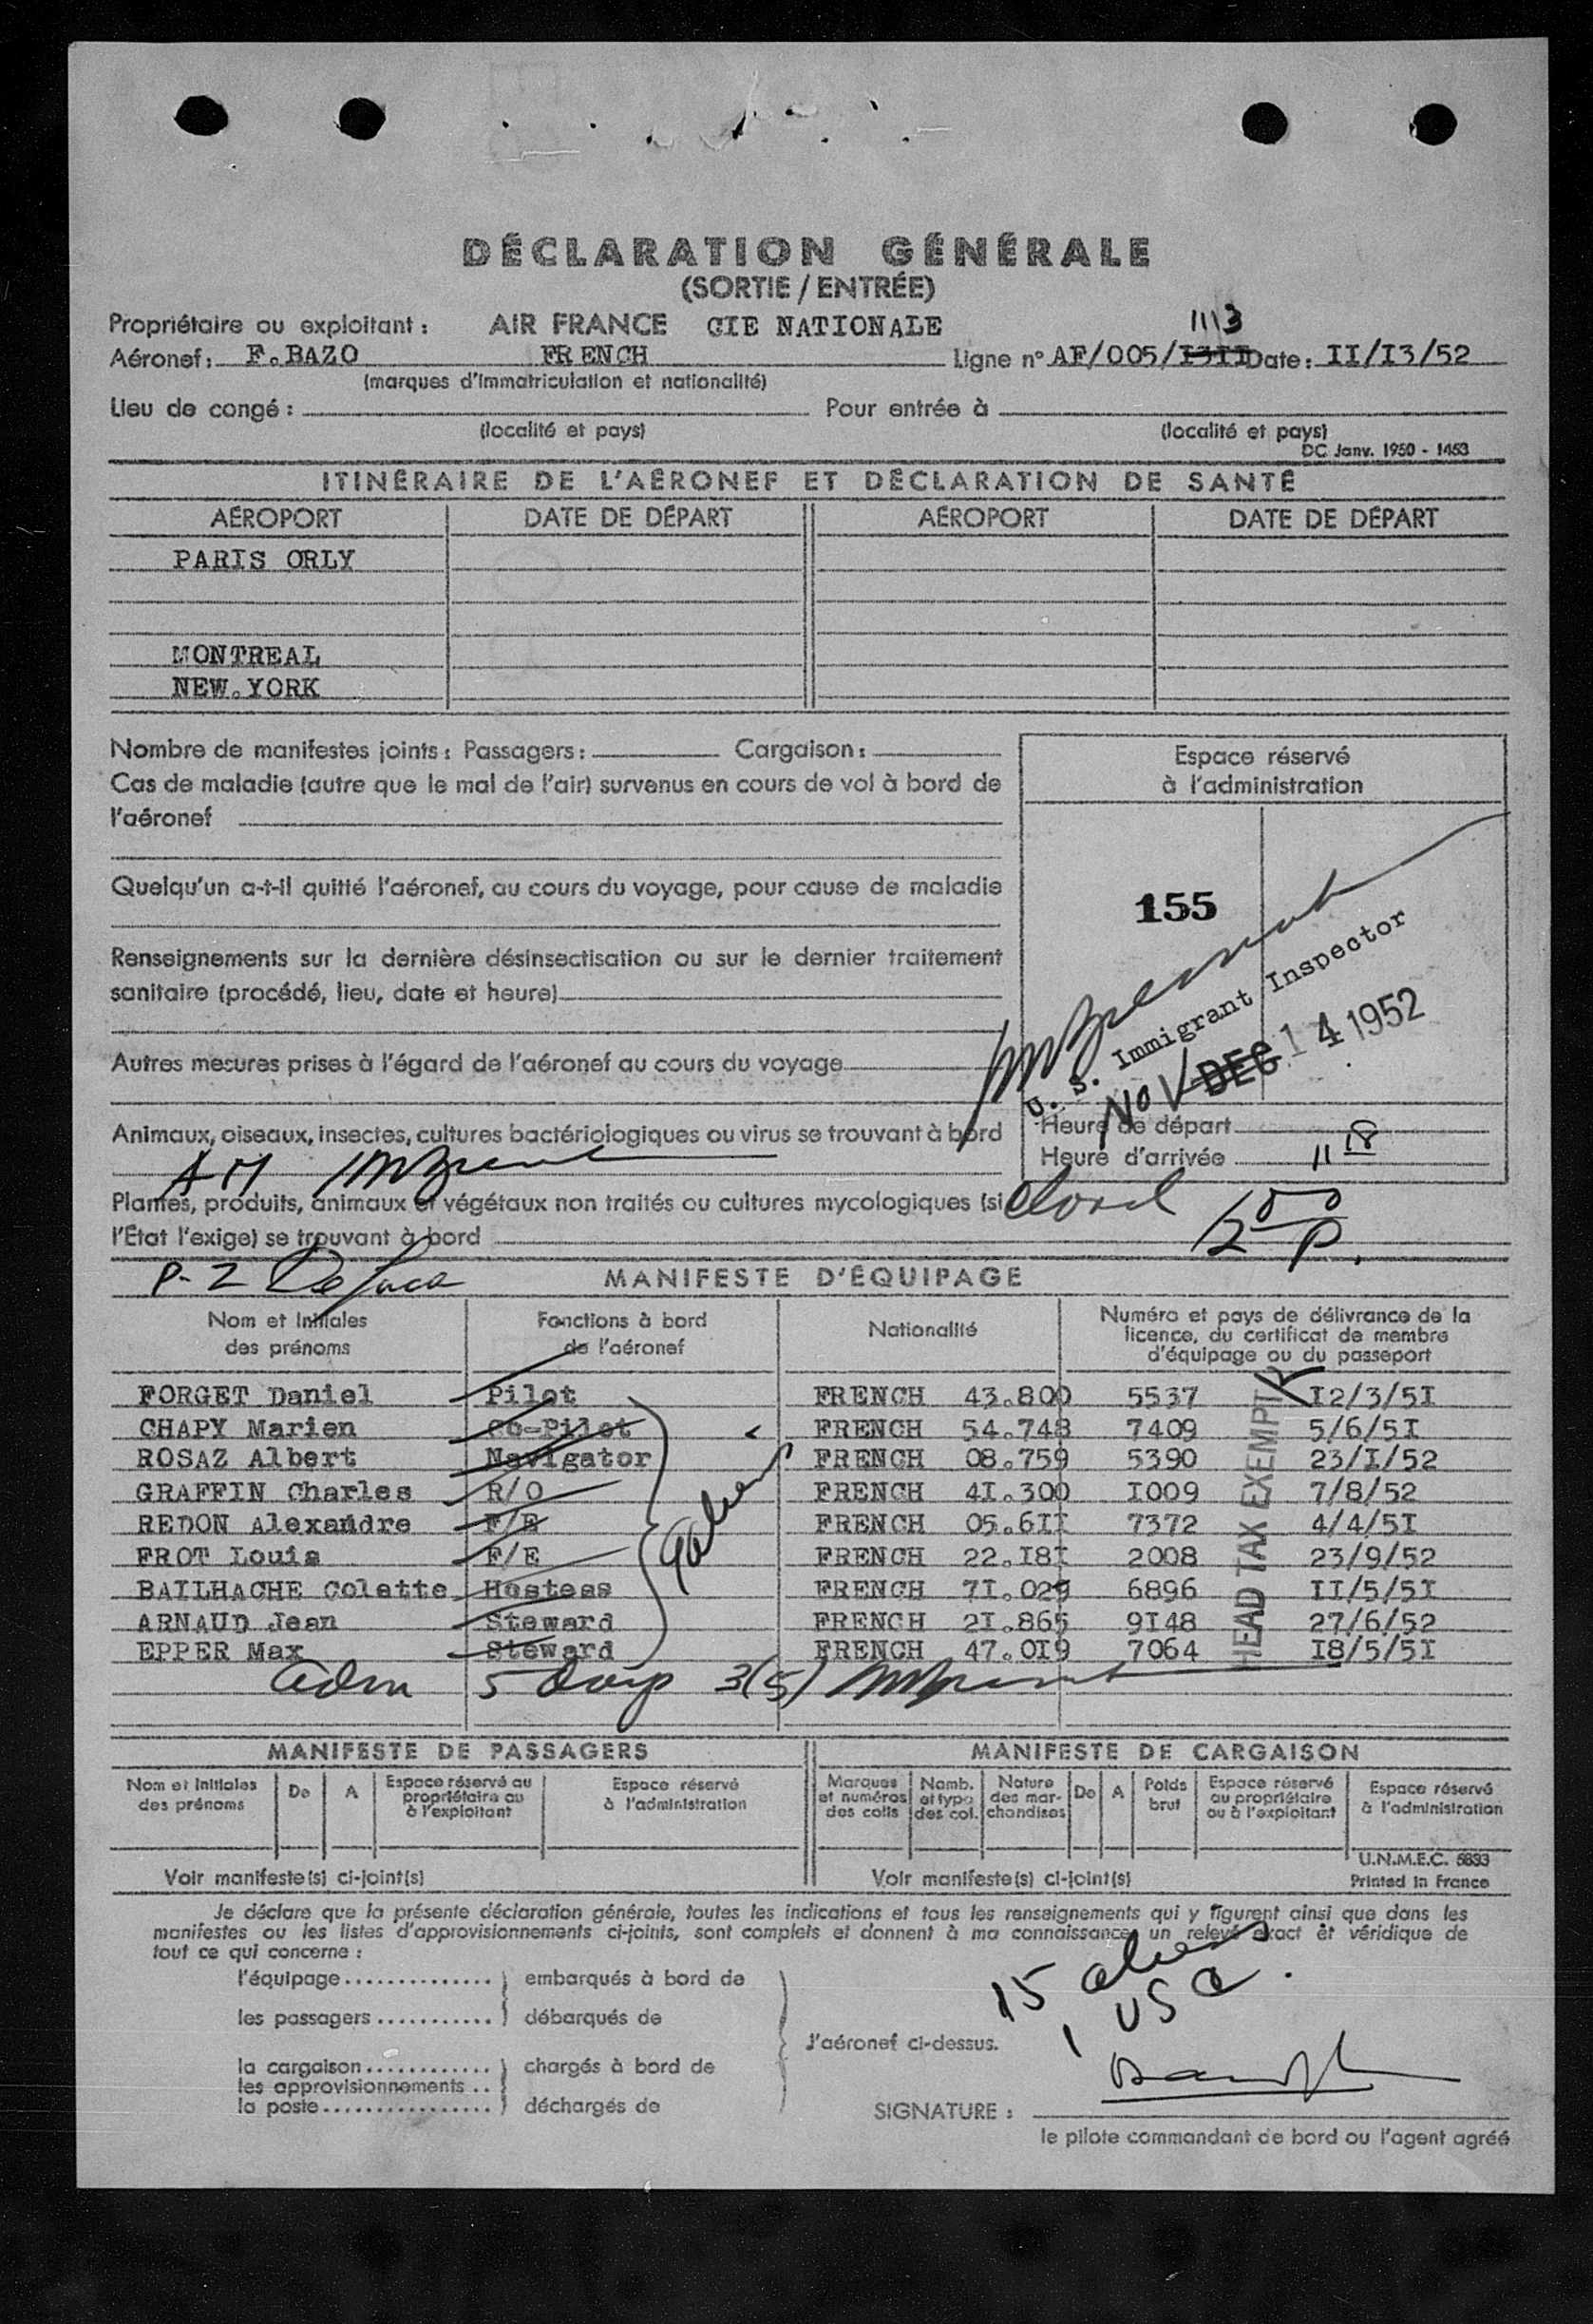 DÉCLARATION GÉNÉRALE
(SORTIE / ENTRÉE)
Propriétaire ou exploitant : AIR FRANCE CIE NATIONALE
1113
Aéronef : F.BAZO FRENCH Ligne n° AF/005/I3II Date : II/I3/52
(marques d'immatriculation et nationalité)
Lieu de congé : Pour entrée à
(localité et pays) (localité et pays)
DC Janv. 1950 - 1453
ITINÉRAIRE DE L'AÉRONEF ET DÉCLARATION DE SANTÉ
AÉROPORT DATE DE DÉPART AÉROPORT DATE DE DÉPART
PARIS ORLY
MONTREAL
NEW.YORK
Nombre de manifestes joints : Passagers : Cargaison :
Cas de maladie (autre que le mal de l'air) survenus en cours de vol à bord de
l'aéronef
Quelqu'un a-t-il quitté l'aéronef, au cours du voyage, pour cause de maladie
Renseignements sur la dernière désinsectisation ou sur le dernier traitement
sanitaire (procédé, lieu, date et heure)
Autres mesures prises à l'égard de l'aéronef au cours du voyage
Animaux, oiseaux, insectes, cultures bactériologiques ou virus se trouvant à bord
AM
Plantes, produits, animaux et végétaux non traités ou cultures mycologiques (si
l'État l'exige) se trouvant à bord
Espace réservé
à l'administration
155
U. S. Immigrant Inspector
NOV DEC 14 1952
Heure de départ
Heure d'arrivée 11 18
P-2
MANIFESTE D'ÉQUIPAGE
Nom et Initiales des prénoms
Fonctions à bord de l'aéronef
Nationalité
Numéro et pays de délivrance de la licence, du certificat de membre d'équipage ou du passeport
FORGET Daniel Pilot FRENCH 43.800 5537 I2/3/5I
CHAPY Marien Co-Pilot FRENCH 54.748 7409 5/6/5I
ROSAZ Albert Navigator FRENCH 08.759 5390 23/I/52
GRAFFIN Charles R/O FRENCH 4I.300 I009 7/8/52
REDON Alexandre F/E FRENCH 05.6II 7372 4/4/5I
FROT Louis F/E FRENCH 22.I8I 2008 23/9/52
BAILHACHE Colette Hostess FRENCH 7I.029 6896 II/5/5I
ARNAUD Jean Steward FRENCH 2I.865 9I48 27/6/52
EPPER Max Steward FRENCH 47.0I9 7064 I8/5/5I
HEAD TAX EXEMPT
9 aliens
Adm 5 days 3(5)
MANIFESTE DE PASSAGERS MANIFESTE DE CARGAISON
Nom et Initiales des prénoms
De
A
Espace réservé au propriétaire ou à l'exploitant
Espace réservé à l'administration
Marques et numéros des colis
Nomb. et type des col.
Nature des mar-chandises
De
A
Poids brut
Espace réservé au propriétaire ou à l'exploitant
Espace réservé à l'administration
Voir manifeste(s) ci-joint(s) Voir manifeste(s) ci-joint(s)
U.N.M.E.C. 5833
Printed in France
Je déclare que la présente déclaration générale, toutes les indications et tous les renseignements qui y figurent ainsi que dans les
manifestes ou les listes d'approvisionnements ci-joints, sont complets et donnent à ma connaissance, un relevé exact et véridique de
tout ce qui concerne :
l'équipage.............. embarqués à bord de
les passagers ........... débarqués de
l'aéronef ci-dessus.
la cargaison............ chargés à bord de
les approvisionnements ..
la poste................ déchargés de
15 aliens
1 USC.
SIGNATURE :
le pilote commandant de bord ou l'agent agréé